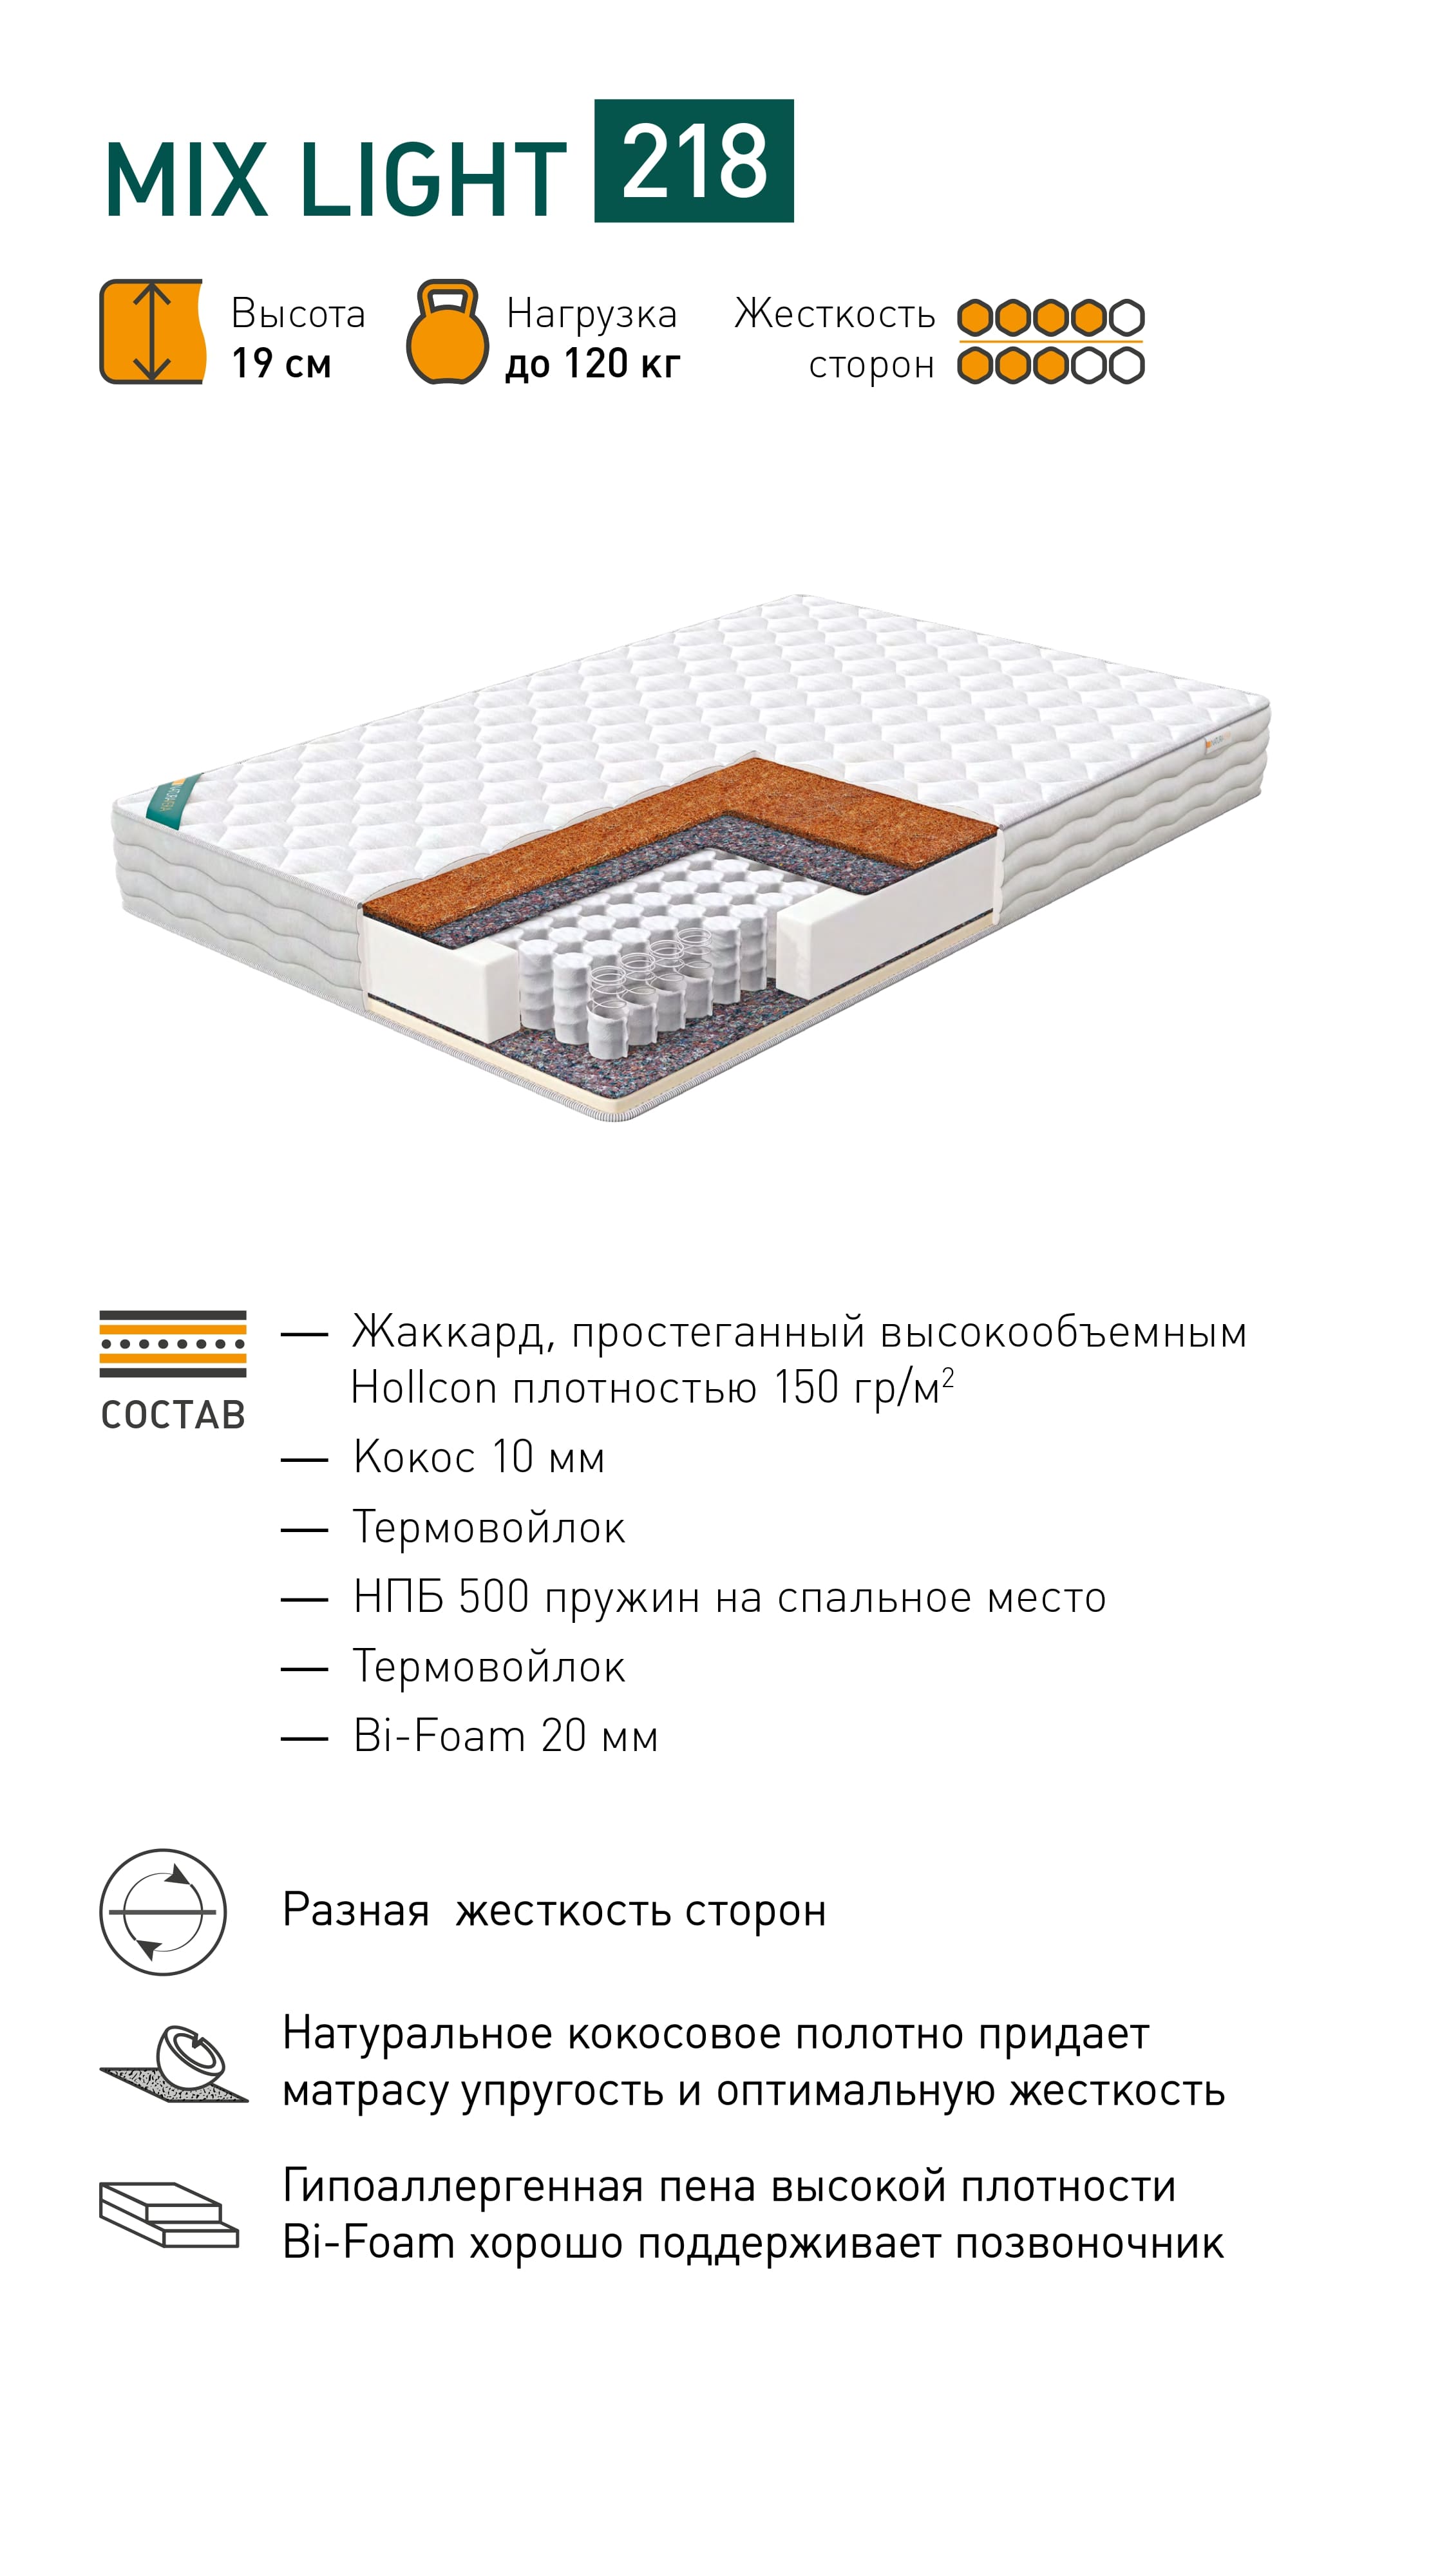 MIX LIGHT 218
Высота
19 см
Нагрузка
до 120 кг
Жесткость
сторон
СОСТАВ
— Жаккард, простеганный высокообъемным
Hollcon плотностью 150 гр/м²
— Кокос 10 мм
— Термовойлок
— НПБ 500 пружин на спальное место
— Термовойлок
— Bi-Foam 20 мм
Разная жесткость сторон
Натуральное кокосовое полотно придает
матрасу упругость и оптимальную жесткость
Гипоаллергенная пена высокой плотности
Bi-Foam хорошо поддерживает позвоночник